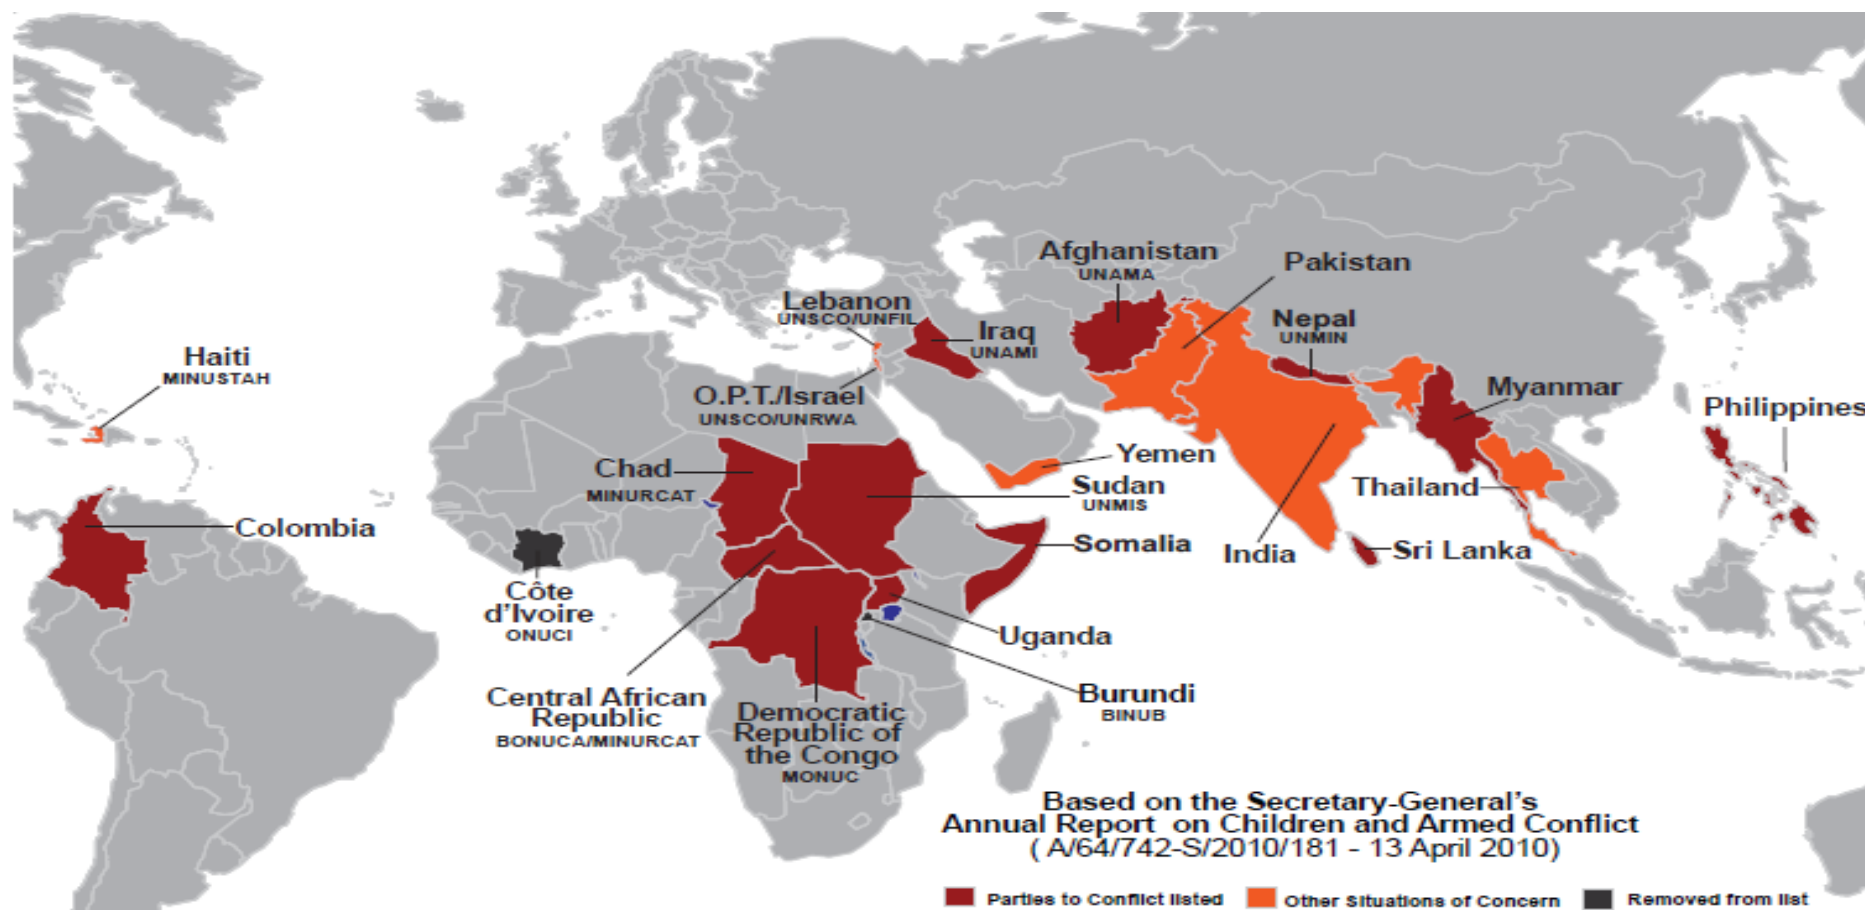 Afghanistan
UNAMA
Pakistan
Lebanon
UNSCO/UNFIL
Iraq
UNAMI
Nepal
UNMIN
Haiti
MINUSTAH
O.P.T./Israel
UNSCO/UNRWA
Myanmar
Philippines
Chad
MINURCAT
Yemen
Sudan
UNMIS
Thailand
Colombia
Somalia
India
Sri Lanka
Côte
d'Ivoire
ONUCI
Uganda
Central African
Republic
BONUCA/MINURCAT
Burundi
BINUB
Democratic
Republic of
the Congo
MONUC
Based on the Secretary-General's
Annual Report on Children and Armed Conflict
( A/64/742-S/2010/181 - 13 April 2010)
Parties to Conflict listed
Other Situations of Concern
Removed from list